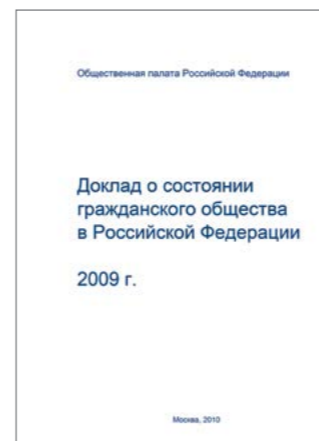 Общественная палата Российской Федерации
Доклад о состоянии
гражданского общества
в Российской Федерации
2009 г.
Москва, 2010